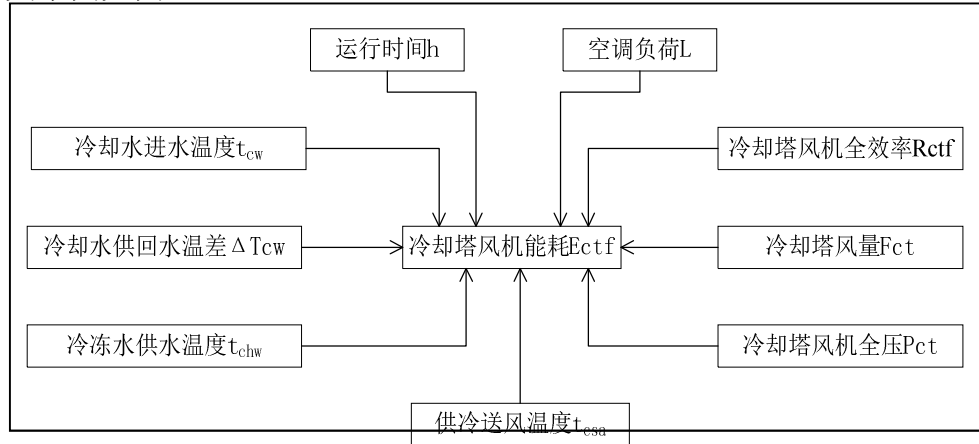 运行时间h
空调负荷L
冷却水进水温度tcw
冷却塔风机全效率Rctf
冷却水供回水温差ΔTcw
冷却塔风机能耗Ectf
冷却塔风量Fct
冷冻水供水温度tchw
冷却塔风机全压Pct
供冷送风温度tcsa